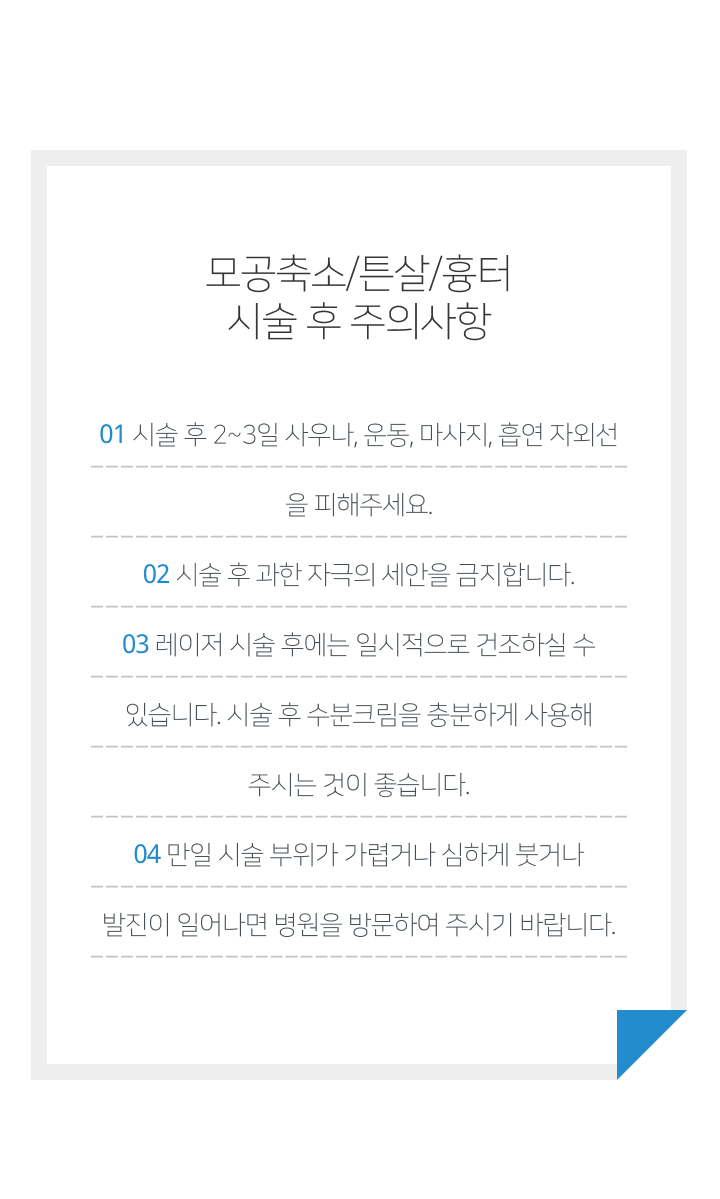 모공축소/튼살/흉터
시술 후 주의사항
01 시술 후 2~3일 사우나, 운동, 마사지, 흡연 자외선
을 피해주세요.
02 시술 후 과한 자극의 세안을 금지합니다.
03 레이저 시술 후에는 일시적으로 건조하실 수
있습니다. 시술 후 수분크림을 충분하게 사용해
주시는 것이 좋습니다.
04 만일 시술 부위가 가렵거나 심하게 붓거나
발진이 일어나면 병원을 방문하여 주시기 바랍니다.